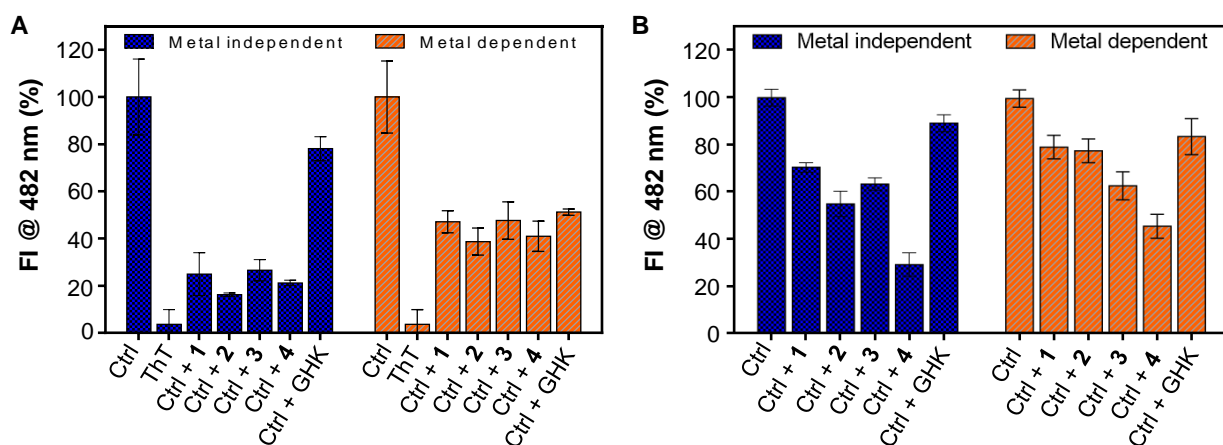 A
FI @ 482 nm (%)
120
100
80
60
40
20
0
Metal independent
Metal dependent
Ctrl
ThT
Ctrl + 1
Ctrl + 2
Ctrl + 3
Ctrl + 4
Ctrl + GHK
Ctrl
ThT
Ctrl + 1
Ctrl + 2
Ctrl + 3
Ctrl + 4
Ctrl + GHK
B
FI @ 482 nm (%)
120
100
80
60
40
20
0
Metal independent
Metal dependent
Ctrl
Ctrl + 1
Ctrl + 2
Ctrl + 3
Ctrl + 4
Ctrl + GHK
Ctrl
Ctrl + 1
Ctrl + 2
Ctrl + 3
Ctrl + 4
Ctrl + GHK